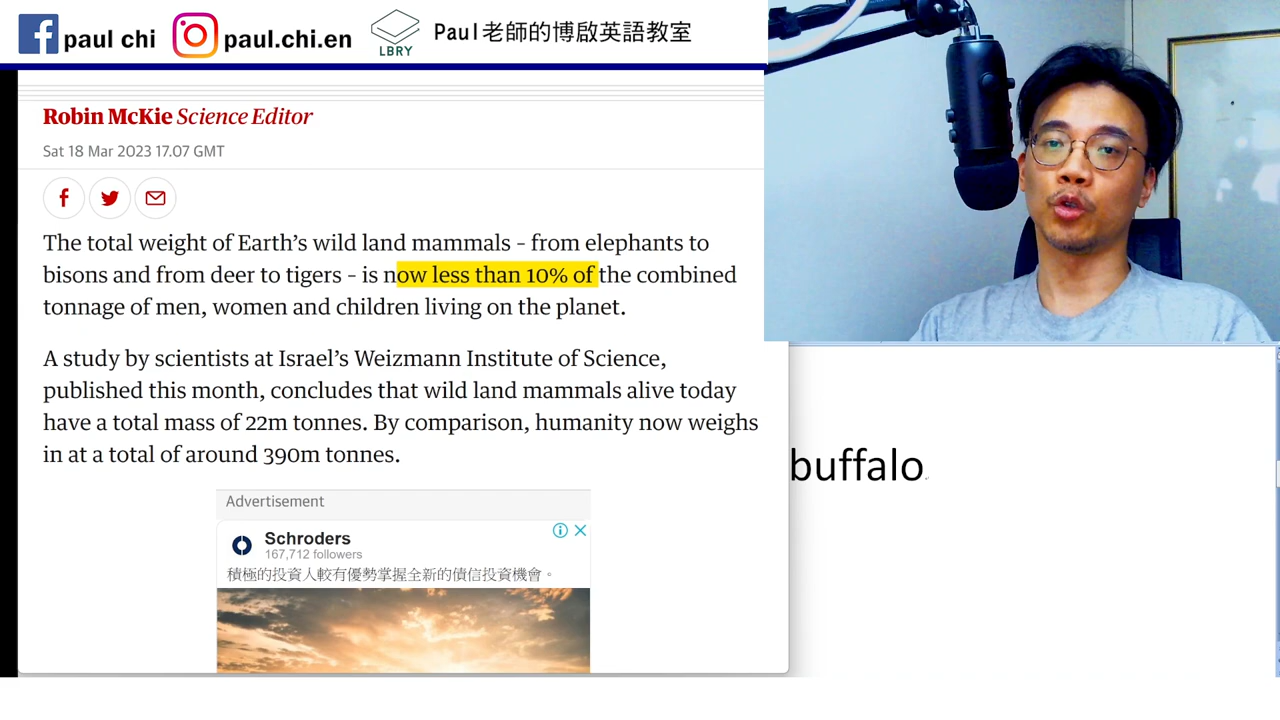 paul chi
paul.chi.en
LBRY
Paul老師的博啟英語教室
Robin McKie Science Editor
Sat 18 Mar 2023 17.07 GMT
The total weight of Earth’s wild land mammals – from elephants to
bisons and from deer to tigers – is now less than 10% of the combined
tonnage of men, women and children living on the planet.
A study by scientists at Israel’s Weizmann Institute of Science,
published this month, concludes that wild land mammals alive today
have a total mass of 22m tonnes. By comparison, humanity now weighs
in at a total of around 390m tonnes.
Advertisement
Schroders
167,712 followers
積極的投資人較有優勢掌握全新的債信投資機會。
buffalo